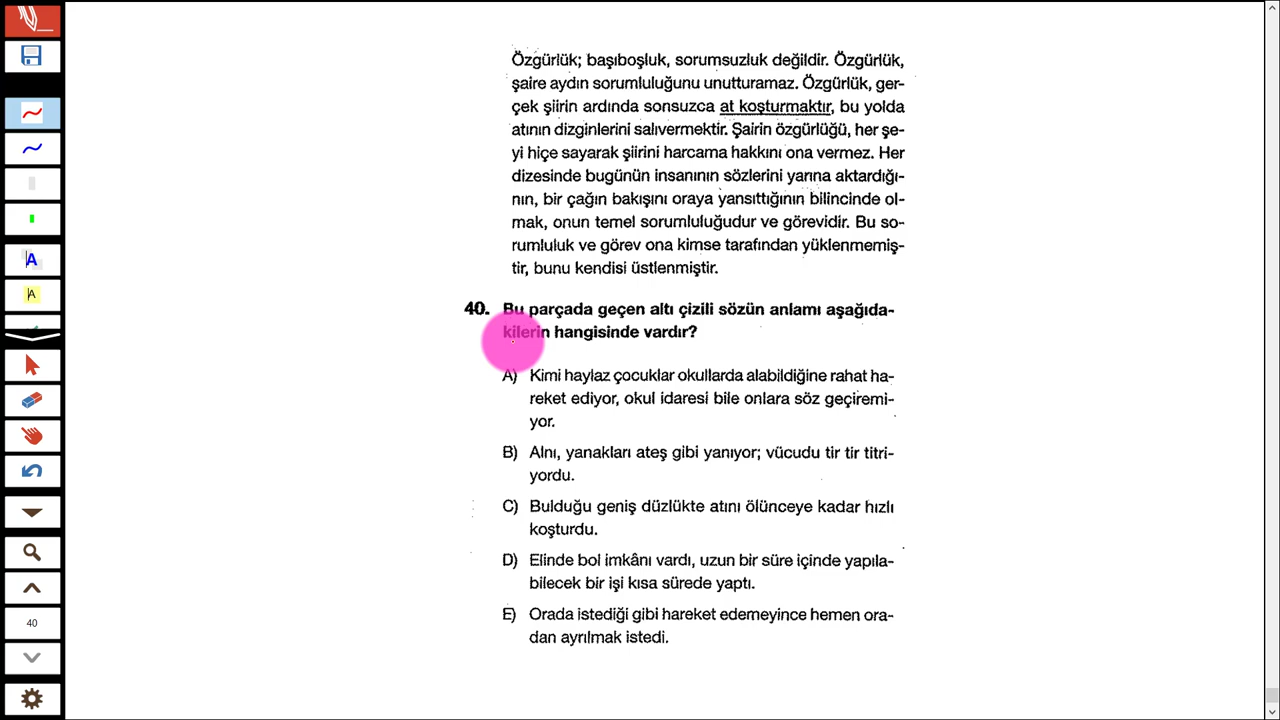 Özgürlük; başıboşluk, sorumsuzluk değildir. Özgürlük,
şaire aydın sorumluluğunu unutturamaz. Özgürlük, ger-
çek şiirin ardında sonsuzca at koşturmaktır, bu yolda
atının dizginlerini salıvermektir. Şairin özgürlüğü, her şe-
yi hiçe sayarak şiirini harcama hakkını ona vermez. Her
dizesinde bugünün insanının sözlerini yarına aktardığı-
nın, bir çağın bakışını oraya yansıttığının bilincinde ol-
mak, onun temel sorumluluğudur ve görevidir. Bu so-
rumluluk ve görev ona kimse tarafından yüklenmemiş-
tir, bunu kendisi üstlenmiştir.
40. Bu parçada geçen altı çizili sözün anlamı aşağıda-
kilerin hangisinde vardır?
A) Kimi haylaz çocuklar okullarda alabildiğine rahat ha-
reket ediyor, okul idaresi bile onlara söz geçiremi-
yor.
B) Alnı, yanakları ateş gibi yanıyor; vücudu tir tir titri-
yordu.
C) Bulduğu geniş düzlükte atını ölünceye kadar hızlı
koşturdu.
D) Elinde bol imkânı vardı, uzun bir süre içinde yapıla-
bilecek bir işi kısa sürede yaptı.
E) Orada istediği gibi hareket edemeyince hemen ora-
dan ayrılmak istedi.
A
A
40